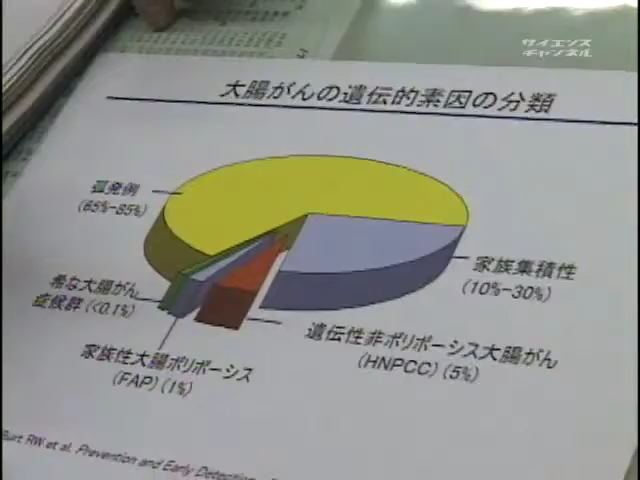 サイエンス
チャンネル
大腸がんの遺伝的素因の分類
弧発例
(65%-85%)
家族集積性
(10%-30%)
希な大腸がん
症候群 (<0.1%)
遺伝性非ポリポーシス大腸がん
(HNPCC) (5%)
家族性大腸ポリポーシス
(FAP) (1%)
Burt RW et al. Prevention and Early Detection